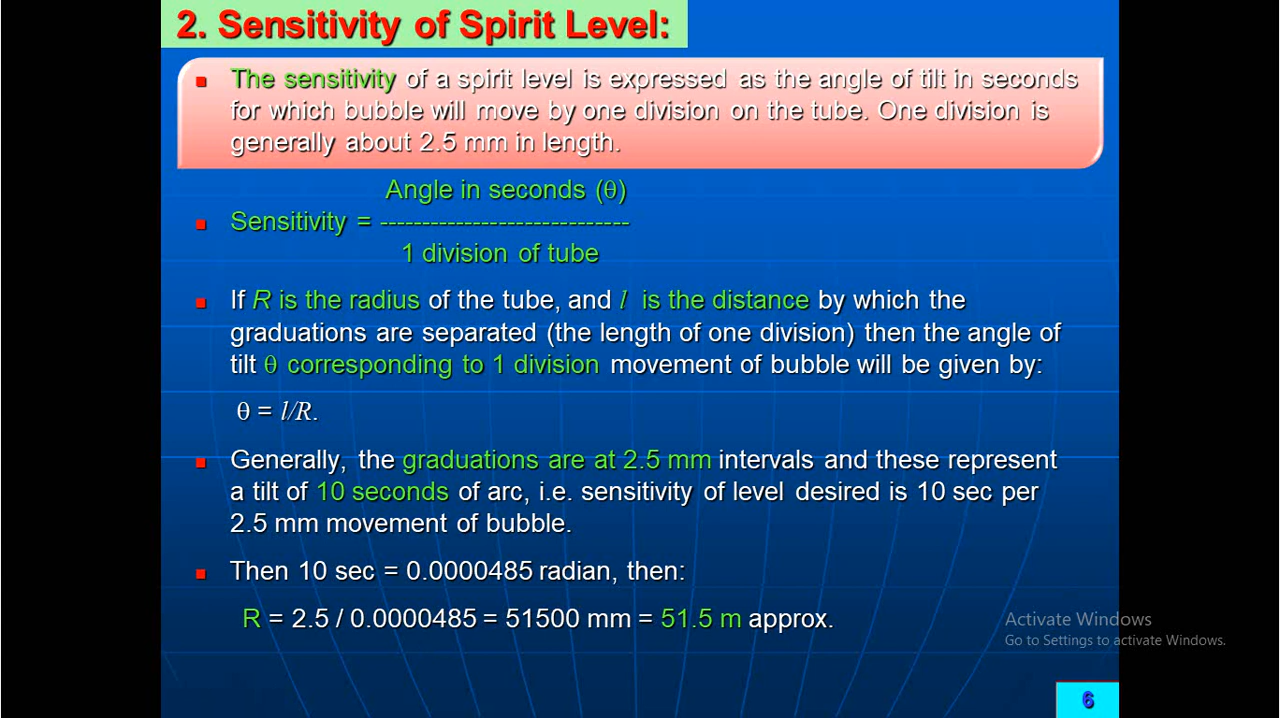 2. Sensitivity of Spirit Level:
The sensitivity of a spirit level is expressed as the angle of tilt in seconds
for which bubble will move by one division on the tube. One division is
generally about 2.5 mm in length.
Angle in seconds (θ)
Sensitivity = -----------------------------
1 division of tube
If R is the radius of the tube, and l is the distance by which the
graduations are separated (the length of one division) then the angle of
tilt θ corresponding to 1 division movement of bubble will be given by:
θ = l/R.
Generally, the graduations are at 2.5 mm intervals and these represent
a tilt of 10 seconds of arc, i.e. sensitivity of level desired is 10 sec per
2.5 mm movement of bubble.
Then 10 sec = 0.0000485 radian, then:
R = 2.5 / 0.0000485 = 51500 mm = 51.5 m approx.
Activate Windows
Go to Settings to activate Windows.
6